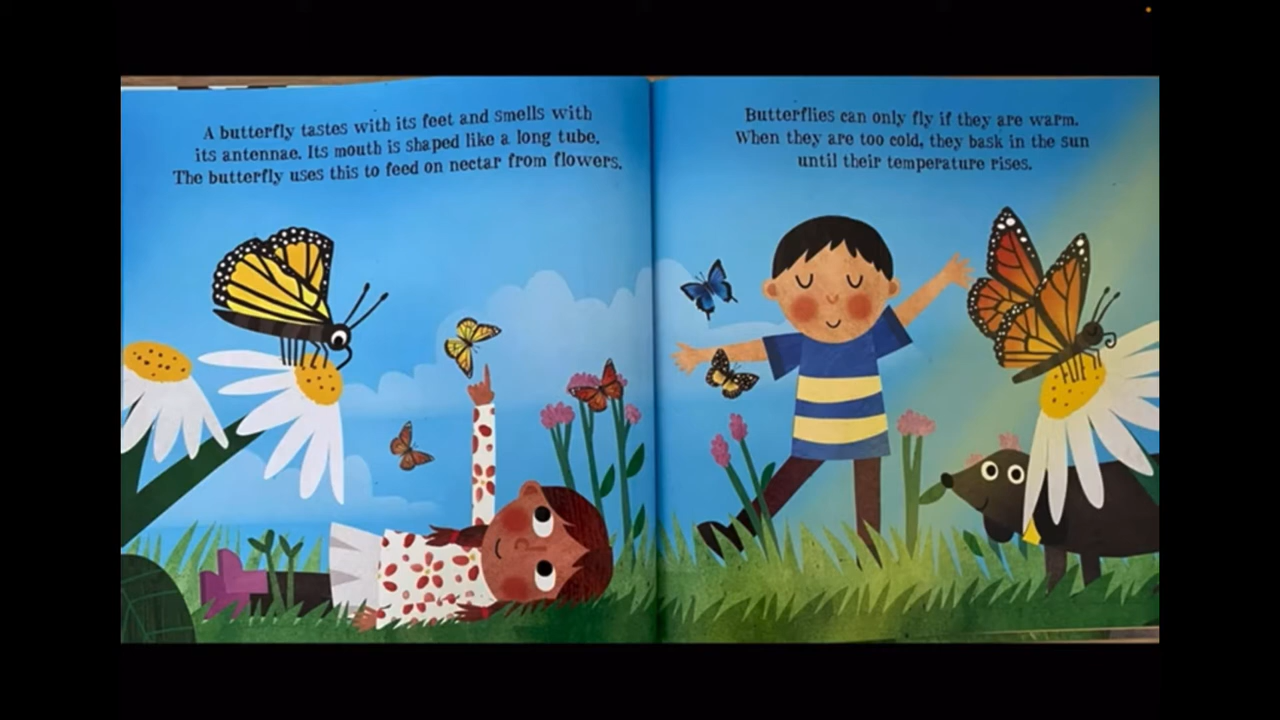 A butterfly tastes with its feet and smells with
its antennae. Its mouth is shaped like a long tube.
The butterfly uses this to feed on nectar from flowers.
Butterflies can only fly if they are warm.
When they are too cold, they bask in the sun
until their temperature rises.